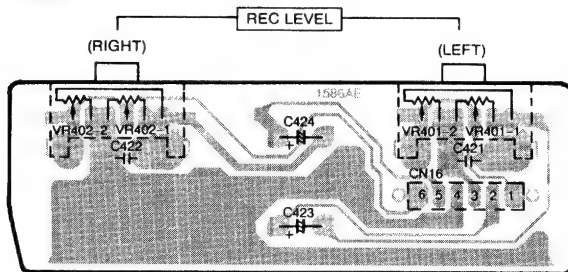 REC LEVEL
(RIGHT) (LEFT)
1586AE
VR402-2 VR402-1 C424 VR401-2 VR401-1
C422 C421
CN16
6 5 4 3 2 1
C423